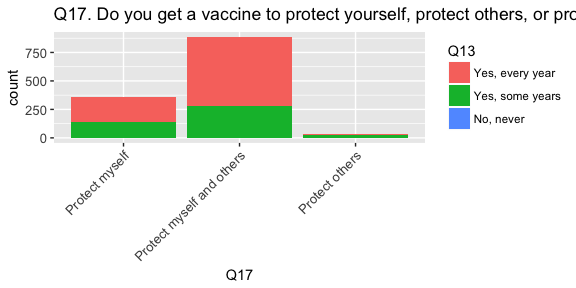 Q17. Do you get a vaccine to protect yourself, protect others, or pro
Q13
Yes, every year
Yes, some years
No, never
count
750
500
250
0
Protect myself
Protect myself and others
Protect others
Q17